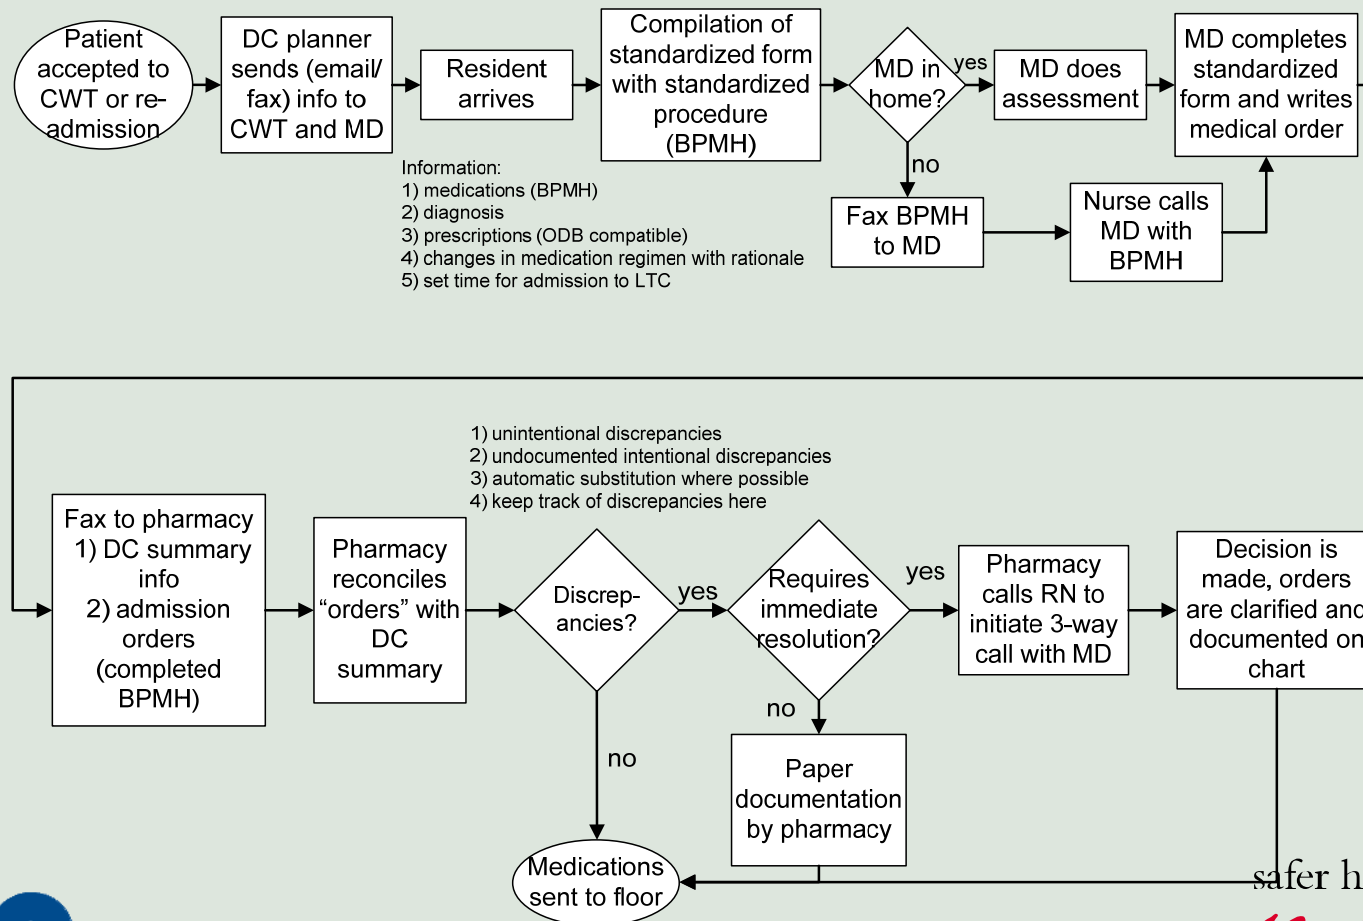 Patient
accepted to
CWT or re-
admission
DC planner
sends (email/
fax) info to
CWT and MD
Resident
arrives
Compilation of
standardized form
with standardized
procedure
(BPMH)
MD in
home?
yes
MD does
assessment
MD completes
standardized
form and writes
medical order
no
Fax BPMH
to MD
Nurse calls
MD with
BPMH
Information:
1) medications (BPMH)
2) diagnosis
3) prescriptions (ODB compatible)
4) changes in medication regimen with rationale
5) set time for admission to LTC
1) unintentional discrepancies
2) undocumented intentional discrepancies
3) automatic substitution where possible
4) keep track of discrepancies here
Fax to pharmacy
1) DC summary
info
2) admission
orders
(completed
BPMH)
Pharmacy
reconciles
“orders” with
DC
summary
Discrep-
ancies?
yes
Requires
immediate
resolution?
yes
Pharmacy
calls RN to
initiate 3-way
call with MD
Decision is
made, orders
are clarified and
documented on
chart
no
no
Paper
documentation
by pharmacy
Medications
sent to floor
safer h